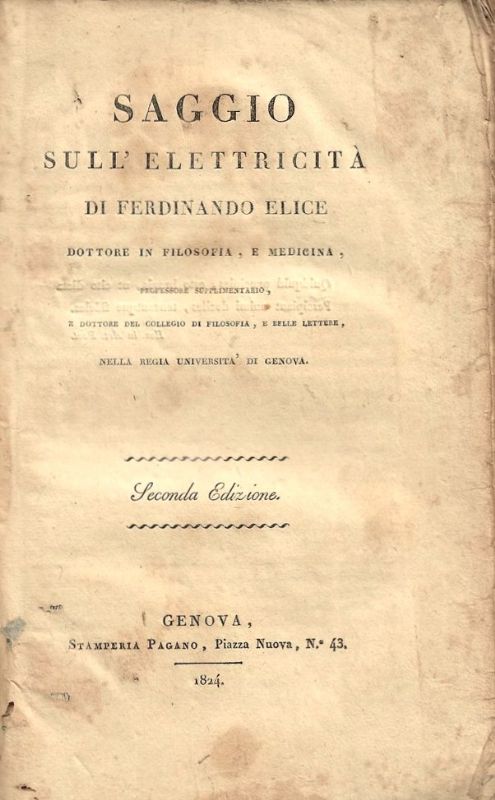 SAGGIO
SULL' ELETTRICITÀ
DI FERDINANDO ELICE
DOTTORE IN FILOSOFIA, E MEDICINA,
PROFESSORE SUPPLIMENTARIO,
E DOTTORE DEL COLLEGIO DI FILOSOFIA, E BELLE LETTERE,
NELLA REGIA UNIVERSITA' DI GENOVA.
Seconda Edizione.
GENOVA,
STAMPERIA PAGANO, Piazza Nuova, N.º 43.
1824.